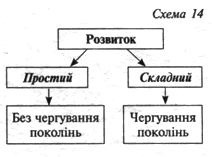 Схема 14
Розвиток
Простий
Складний
Без чергування
поколінь
Чергування
поколінь